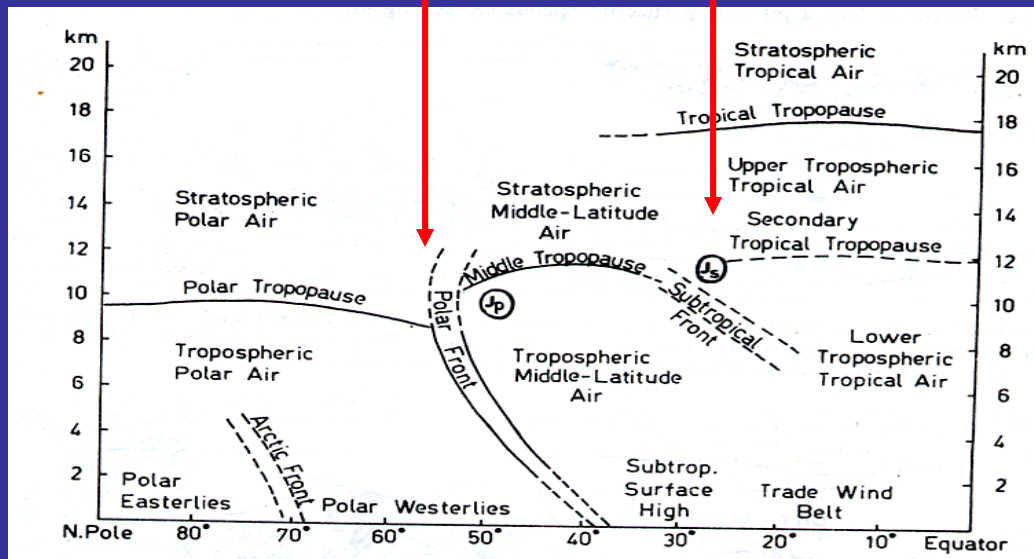 km
20
18
16
14
12
10
8
6
4
2
Stratospheric
Tropical Air
Tropical Tropopause
Upper Tropospheric
Tropical Air
Stratospheric
Polar Air
Stratospheric
Middle-Latitude
Air
Secondary
Tropical Tropopause
Middle Tropopause
Js
Polar Tropopause
Jp
Polar Front
Subtropical
Front
Tropospheric
Polar Air
Tropospheric
Middle-Latitude
Air
Lower
Tropospheric
Tropical Air
Arctic Front
Polar
Easterlies
Polar Westerlies
Subtrop.
Surface
High
Trade Wind
Belt
km
20
18
16
14
12
10
8
6
4
2
N.Pole 80° 70° 60° 50° 40° 30° 20° 10° Equator